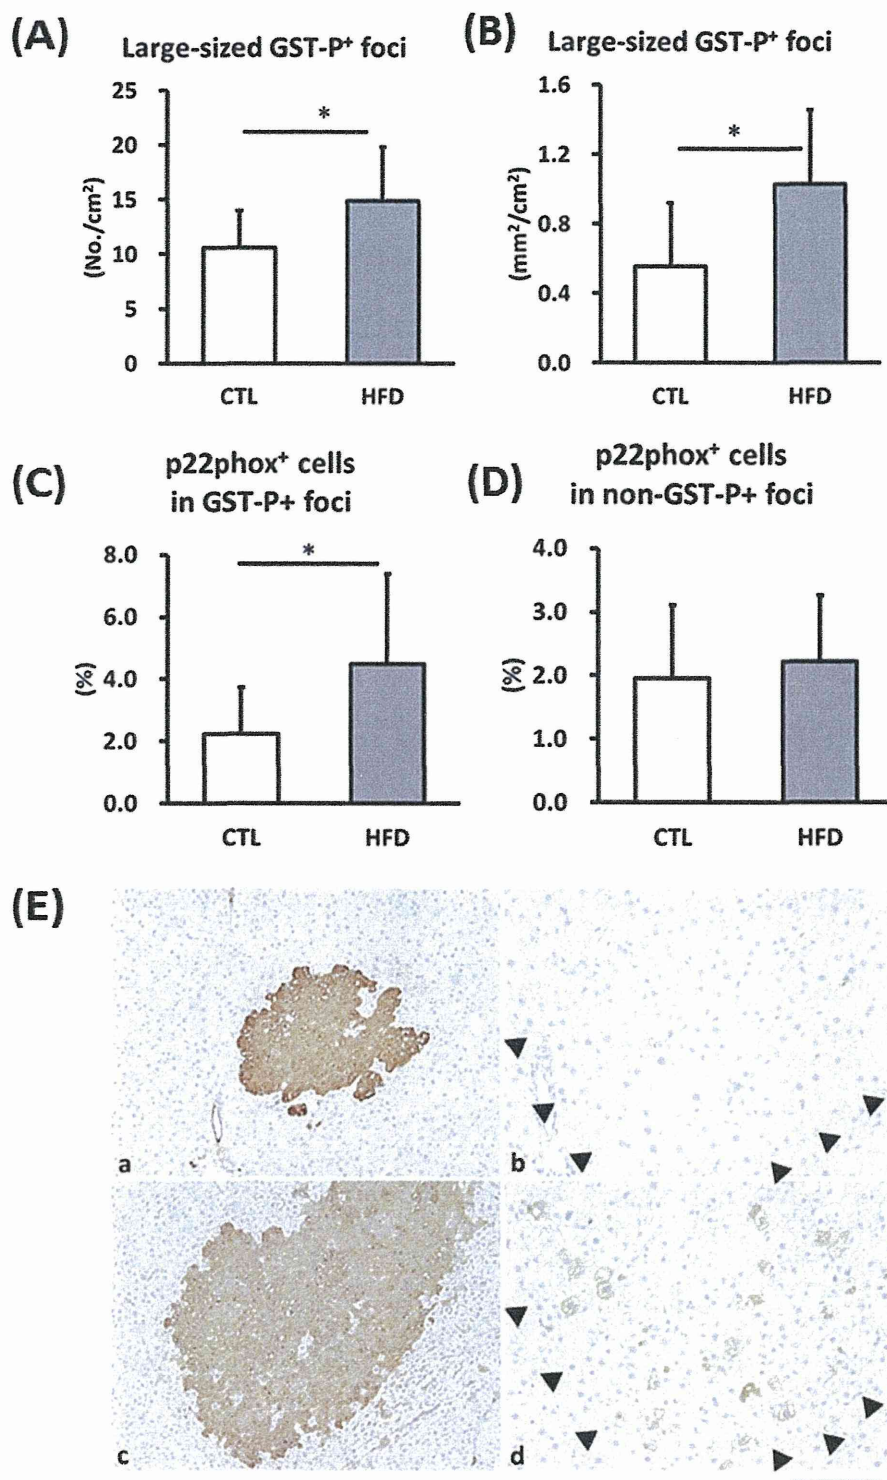 (A)
Large-sized GST-P⁺ foci
25
20
15
10
5
0
(No./cm²)
*
CTL
HFD
(B)
Large-sized GST-P⁺ foci
1.6
1.2
0.8
0.4
0.0
(mm²/cm²)
*
CTL
HFD
(C)
p22phox⁺ cells
in GST-P+ foci
8.0
6.0
4.0
2.0
0.0
(%)
*
CTL
HFD
(D)
p22phox⁺ cells
in non-GST-P+ foci
4.0
3.0
2.0
1.0
0.0
(%)
CTL
HFD
(E)
a
b
c
d